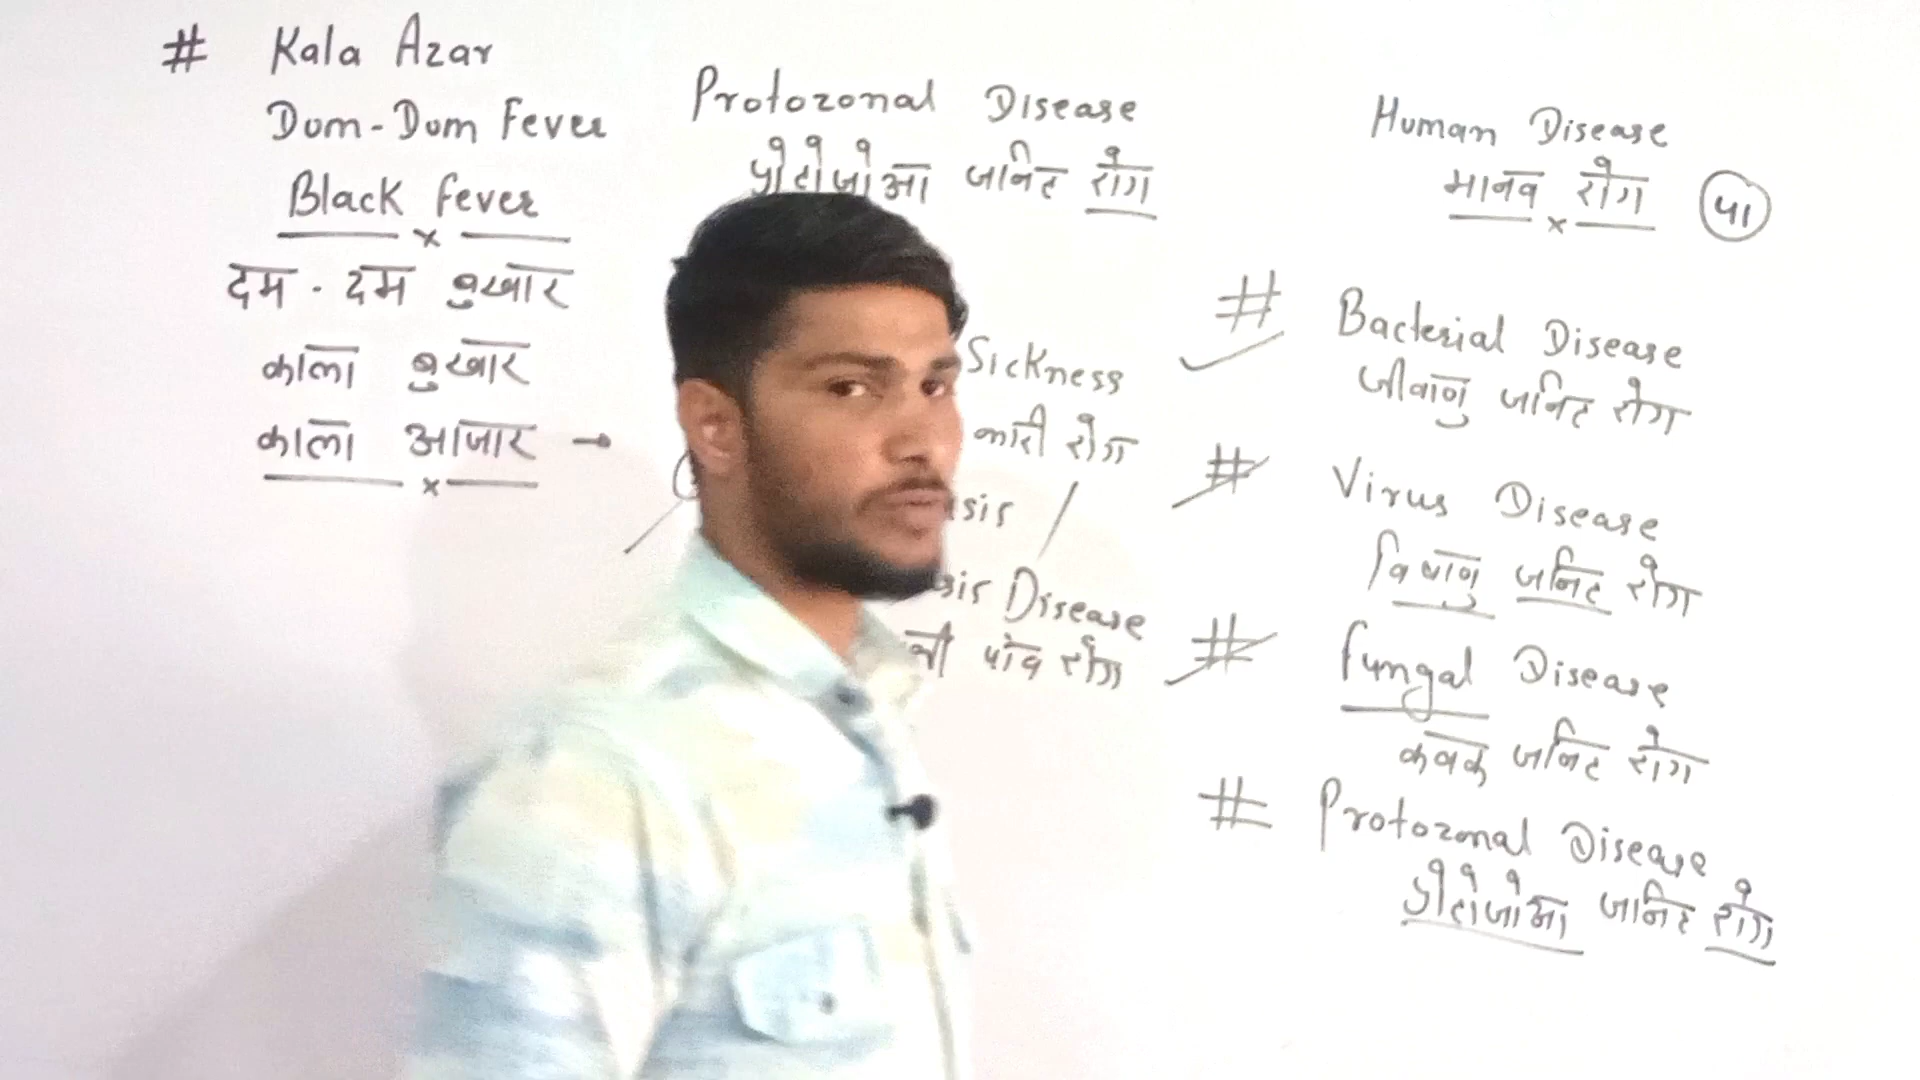 # Kala Azar
Dum-Dum Fever
Black fever
दम - दम बुखार
काला बुखार
काला आजार →
Protozonal Disease
प्रोटोजोआ जनित रोग
Sickness
कारी रोग
sis
sis Disease
पांव रोग
Human Disease
मानव रोग
# Bacterial Disease
जीवाणु जनित रोग
# Virus Disease
विषाणु जनित रोग
# Fungal Disease
कवक जनित रोग
# Protozonal Disease
प्रोटोजोआ जनित रोग